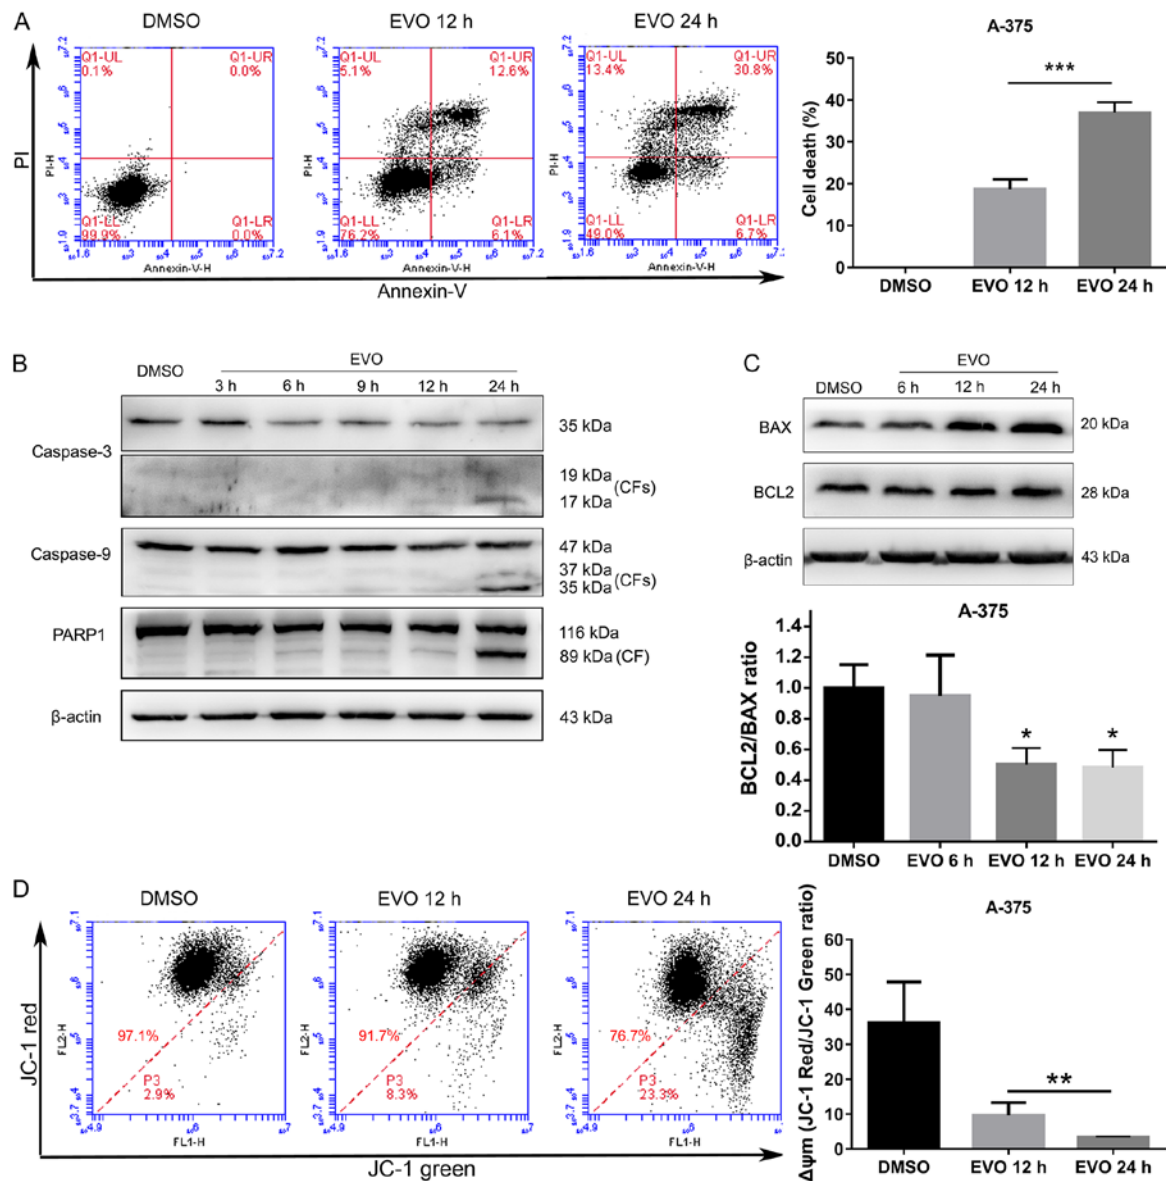 A
DMSO
EVO 12 h
EVO 24 h
A-375
Q1-UL
0.1%
Q1-UR
0.0%
Q1-LL
99.9%
Q1-LR
0.0%
Q1-UL
5.1%
Q1-UR
12.6%
Q1-LL
76.2%
Q1-LR
6.1%
Q1-UL
13.4%
Q1-UR
30.8%
Q1-LL
49.0%
Q1-LR
6.7%
PI
PI-H
PI-H
PI-H
Annexin-V-H
Annexin-V-H
Annexin-V-H
Annexin-V
Cell death (%)
50
40
30
20
10
0
***
DMSO
EVO 12 h
EVO 24 h
B
DMSO
EVO
3 h
6 h
9 h
12 h
24 h
Caspase-3
35 kDa
19 kDa
17 kDa
(CFs)
Caspase-9
47 kDa
37 kDa
35 kDa
(CFs)
PARP1
116 kDa
89 kDa (CF)
β-actin
43 kDa
C
EVO
DMSO
6 h
12 h
24 h
BAX
20 kDa
BCL2
28 kDa
β-actin
43 kDa
A-375
BCL2/BAX ratio
1.4
1.2
1.0
0.8
0.6
0.4
0.2
0.0
*
*
DMSO
EVO 6 h
EVO 12 h
EVO 24 h
D
DMSO
EVO 12 h
EVO 24 h
A-375
JC-1 red
FL2-H
FL2-H
FL2-H
97.1%
P3
2.9%
91.7%
P3
8.3%
76.7%
P3
23.3%
FL1-H
FL1-H
FL1-H
JC-1 green
Δψm (JC-1 Red/JC-1 Green ratio)
60
50
40
30
20
10
0
**
DMSO
EVO 12 h
EVO 24 h